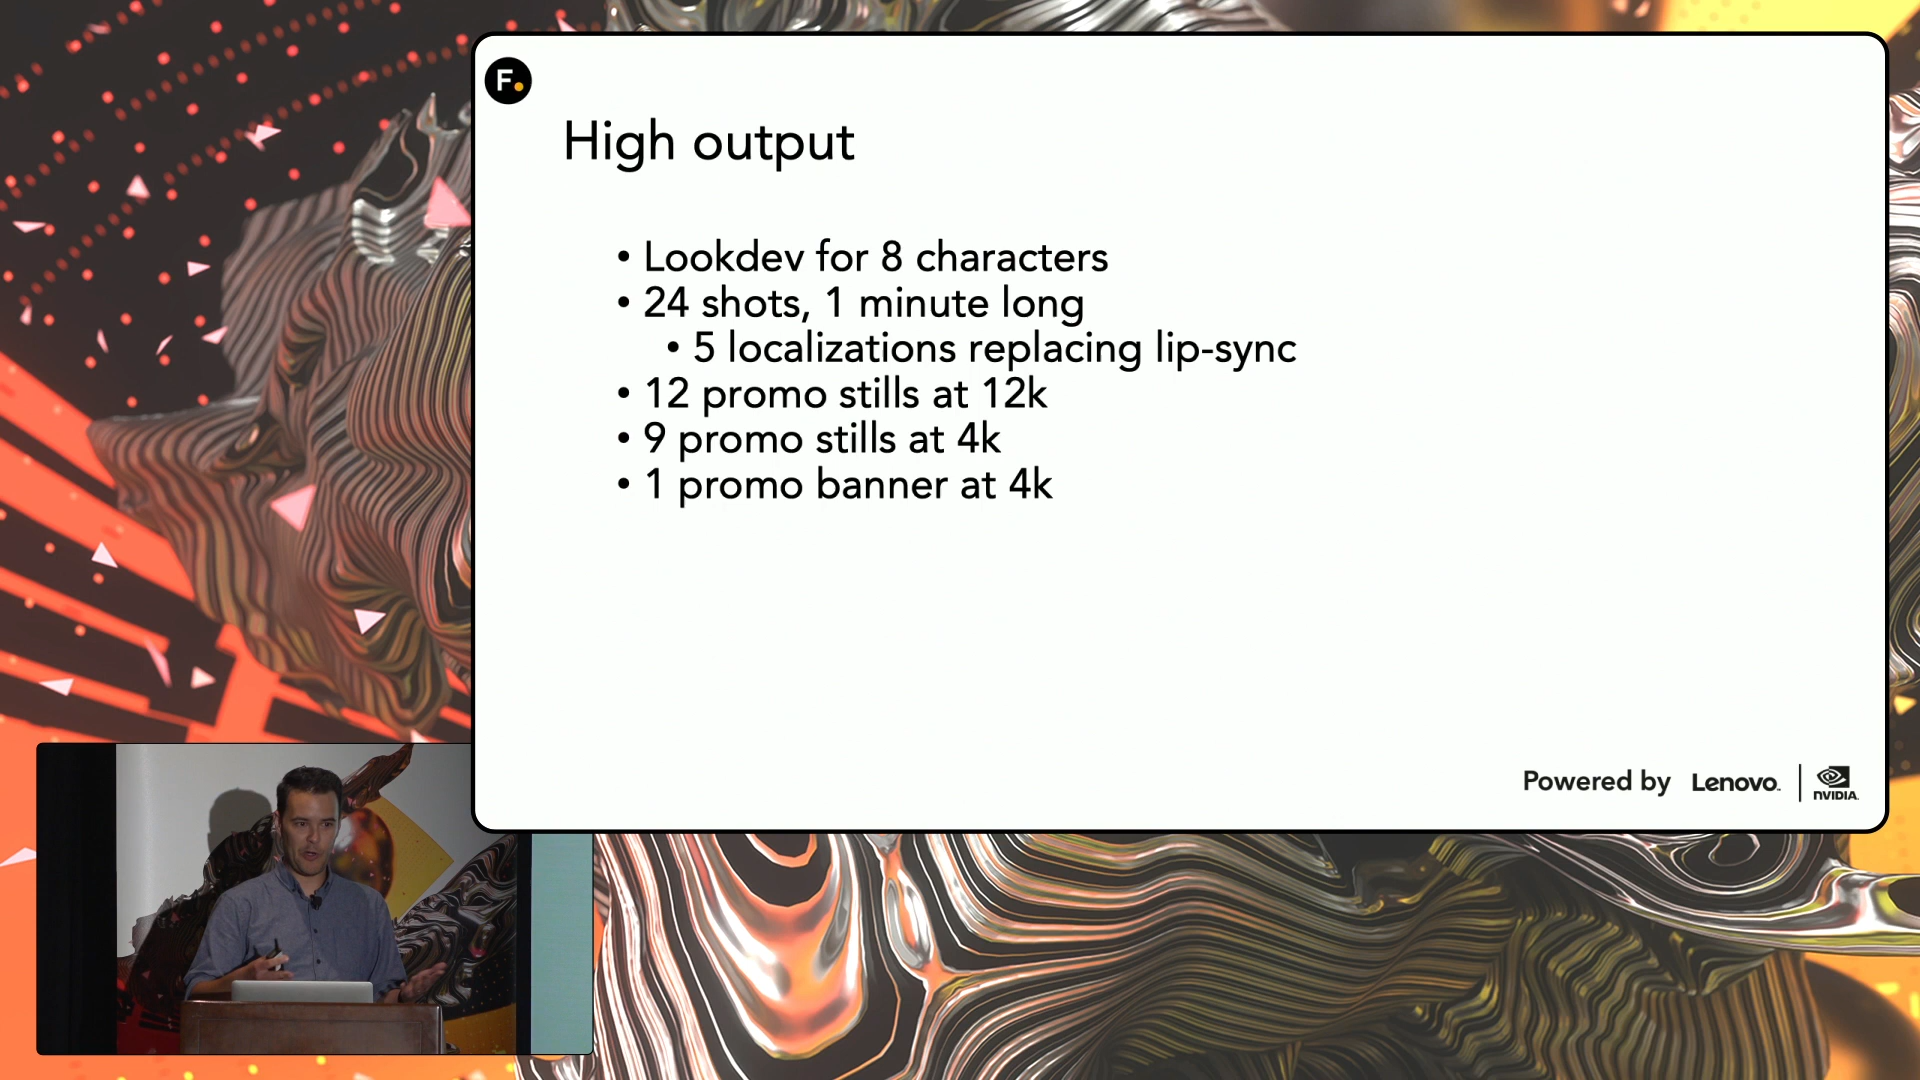 F.
High output
• Lookdev for 8 characters
• 24 shots, 1 minute long
• 5 localizations replacing lip-sync
• 12 promo stills at 12k
• 9 promo stills at 4k
• 1 promo banner at 4k
Powered by Lenovo. NVIDIA.